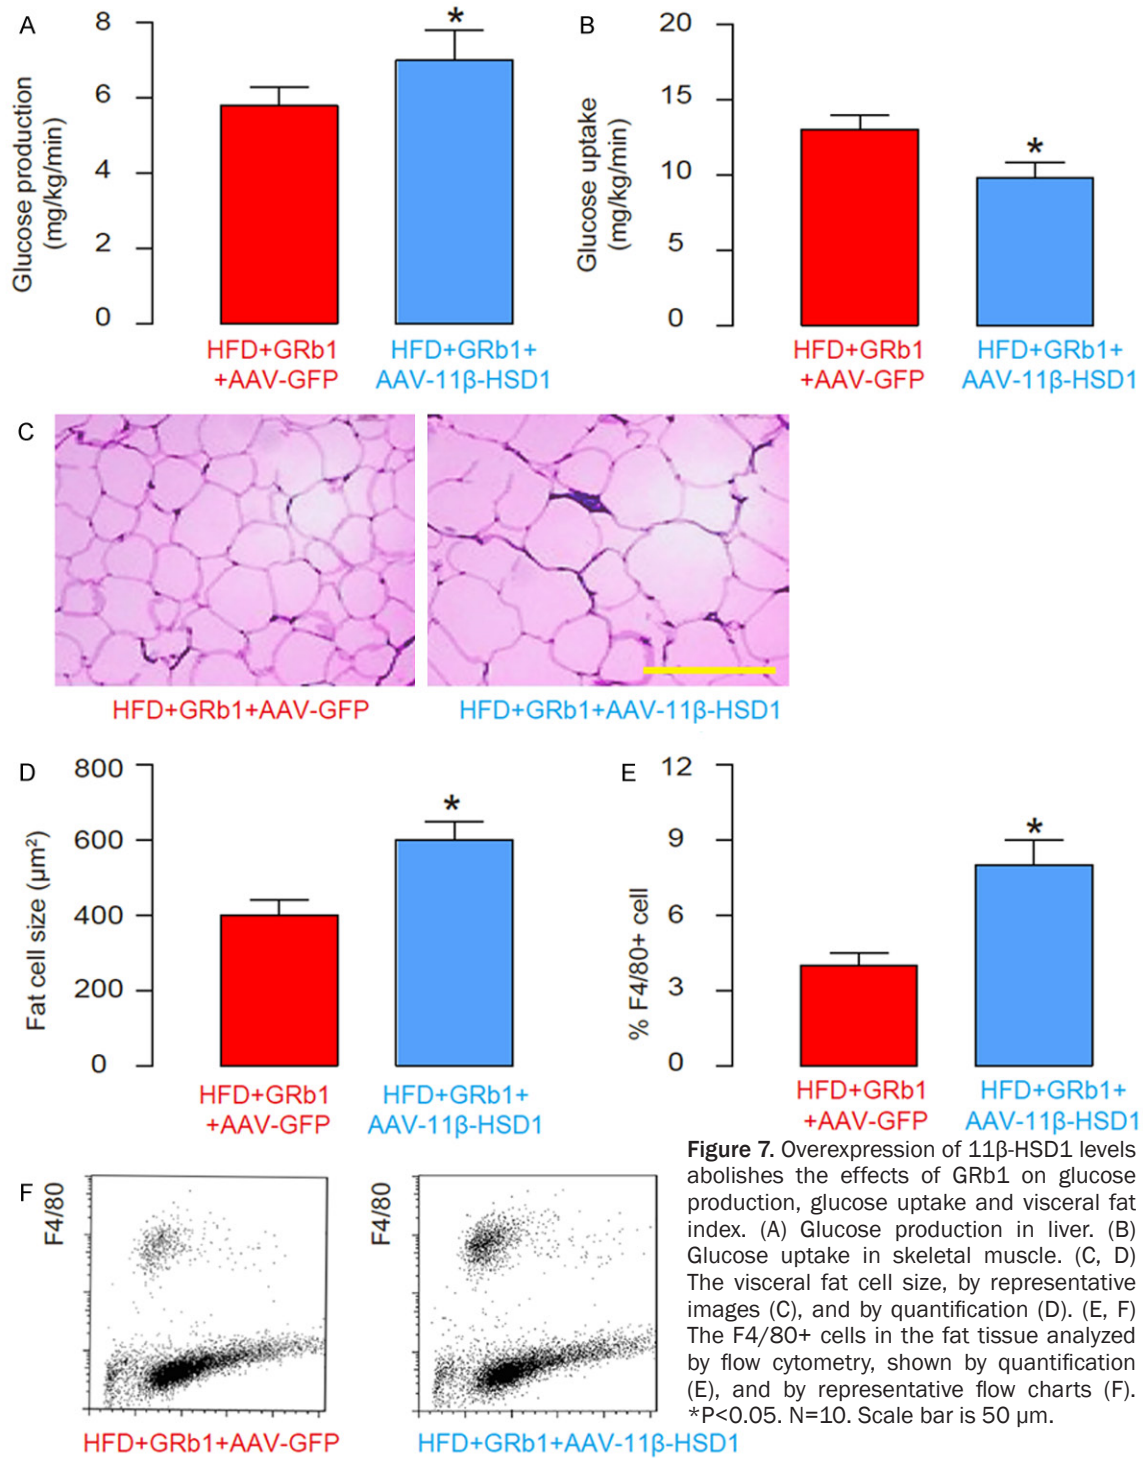 A
8
6
4
2
0
Glucose production
(mg/kg/min)
*
HFD+GRb1
+AAV-GFP
HFD+GRb1+
AAV-11β-HSD1
B
20
15
10
5
0
Glucose uptake
(mg/kg/min)
*
HFD+GRb1
+AAV-GFP
HFD+GRb1+
AAV-11β-HSD1
C
HFD+GRb1+AAV-GFP
HFD+GRb1+AAV-11β-HSD1
D
800
600
400
200
0
Fat cell size (µm²)
*
HFD+GRb1
+AAV-GFP
HFD+GRb1+
AAV-11β-HSD1
E
12
9
6
3
0
% F4/80+ cell
*
HFD+GRb1
+AAV-GFP
HFD+GRb1+
AAV-11β-HSD1
F
F4/80
HFD+GRb1+AAV-GFP
F4/80
HFD+GRb1+AAV-11β-HSD1
Figure 7. Overexpression of 11β-HSD1 levels
abolishes the effects of GRb1 on glucose
production, glucose uptake and visceral fat
index. (A) Glucose production in liver. (B)
Glucose uptake in skeletal muscle. (C, D)
The visceral fat cell size, by representative
images (C), and by quantification (D). (E, F)
The F4/80+ cells in the fat tissue analyzed
by flow cytometry, shown by quantification
(E), and by representative flow charts (F).
*P<0.05. N=10. Scale bar is 50 µm.